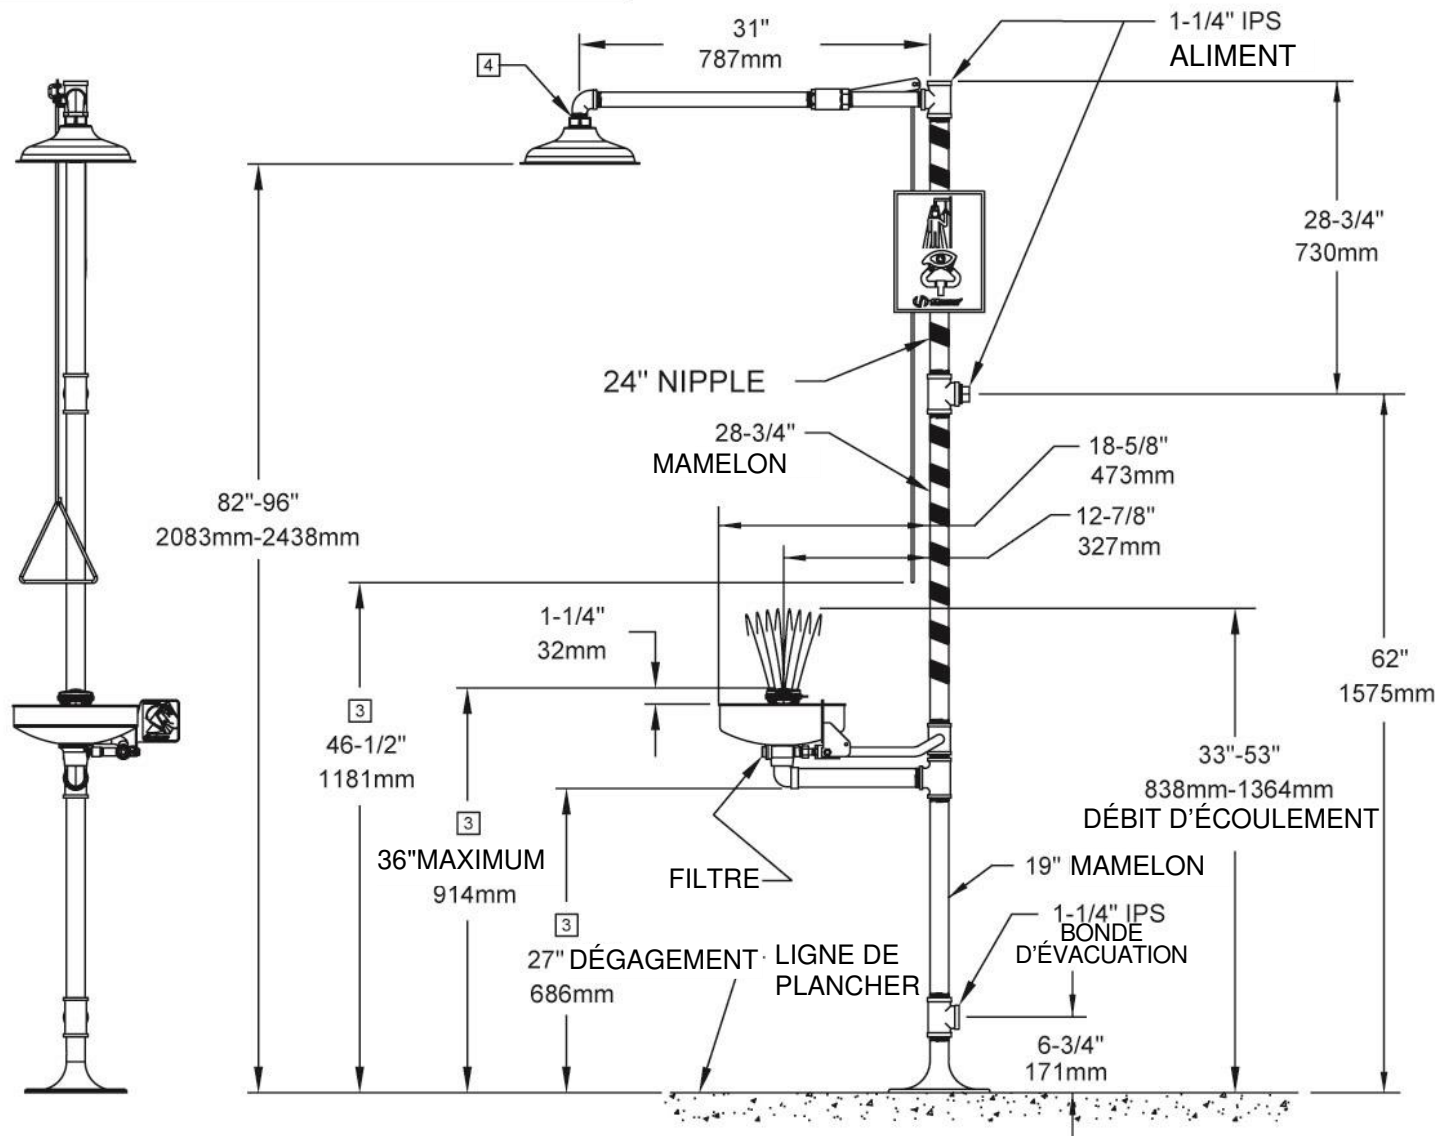 31"
787mm
1-1/4" IPS
ALIMENT
4
28-3/4"
730mm
24" NIPPLE
28-3/4"
MAMELON
18-5/8"
473mm
12-7/8"
327mm
82"-96"
2083mm-2438mm
1-1/4"
32mm
62"
1575mm
3
46-1/2"
1181mm
33"-53"
838mm-1364mm
DÉBIT D'ÉCOULEMENT
3
36"MAXIMUM
914mm
FILTRE
19" MAMELON
1-1/4" IPS
BONDE
D'ÉVACUATION
3
27" DÉGAGEMENT
686mm
LIGNE DE
PLANCHER
6-3/4"
171mm